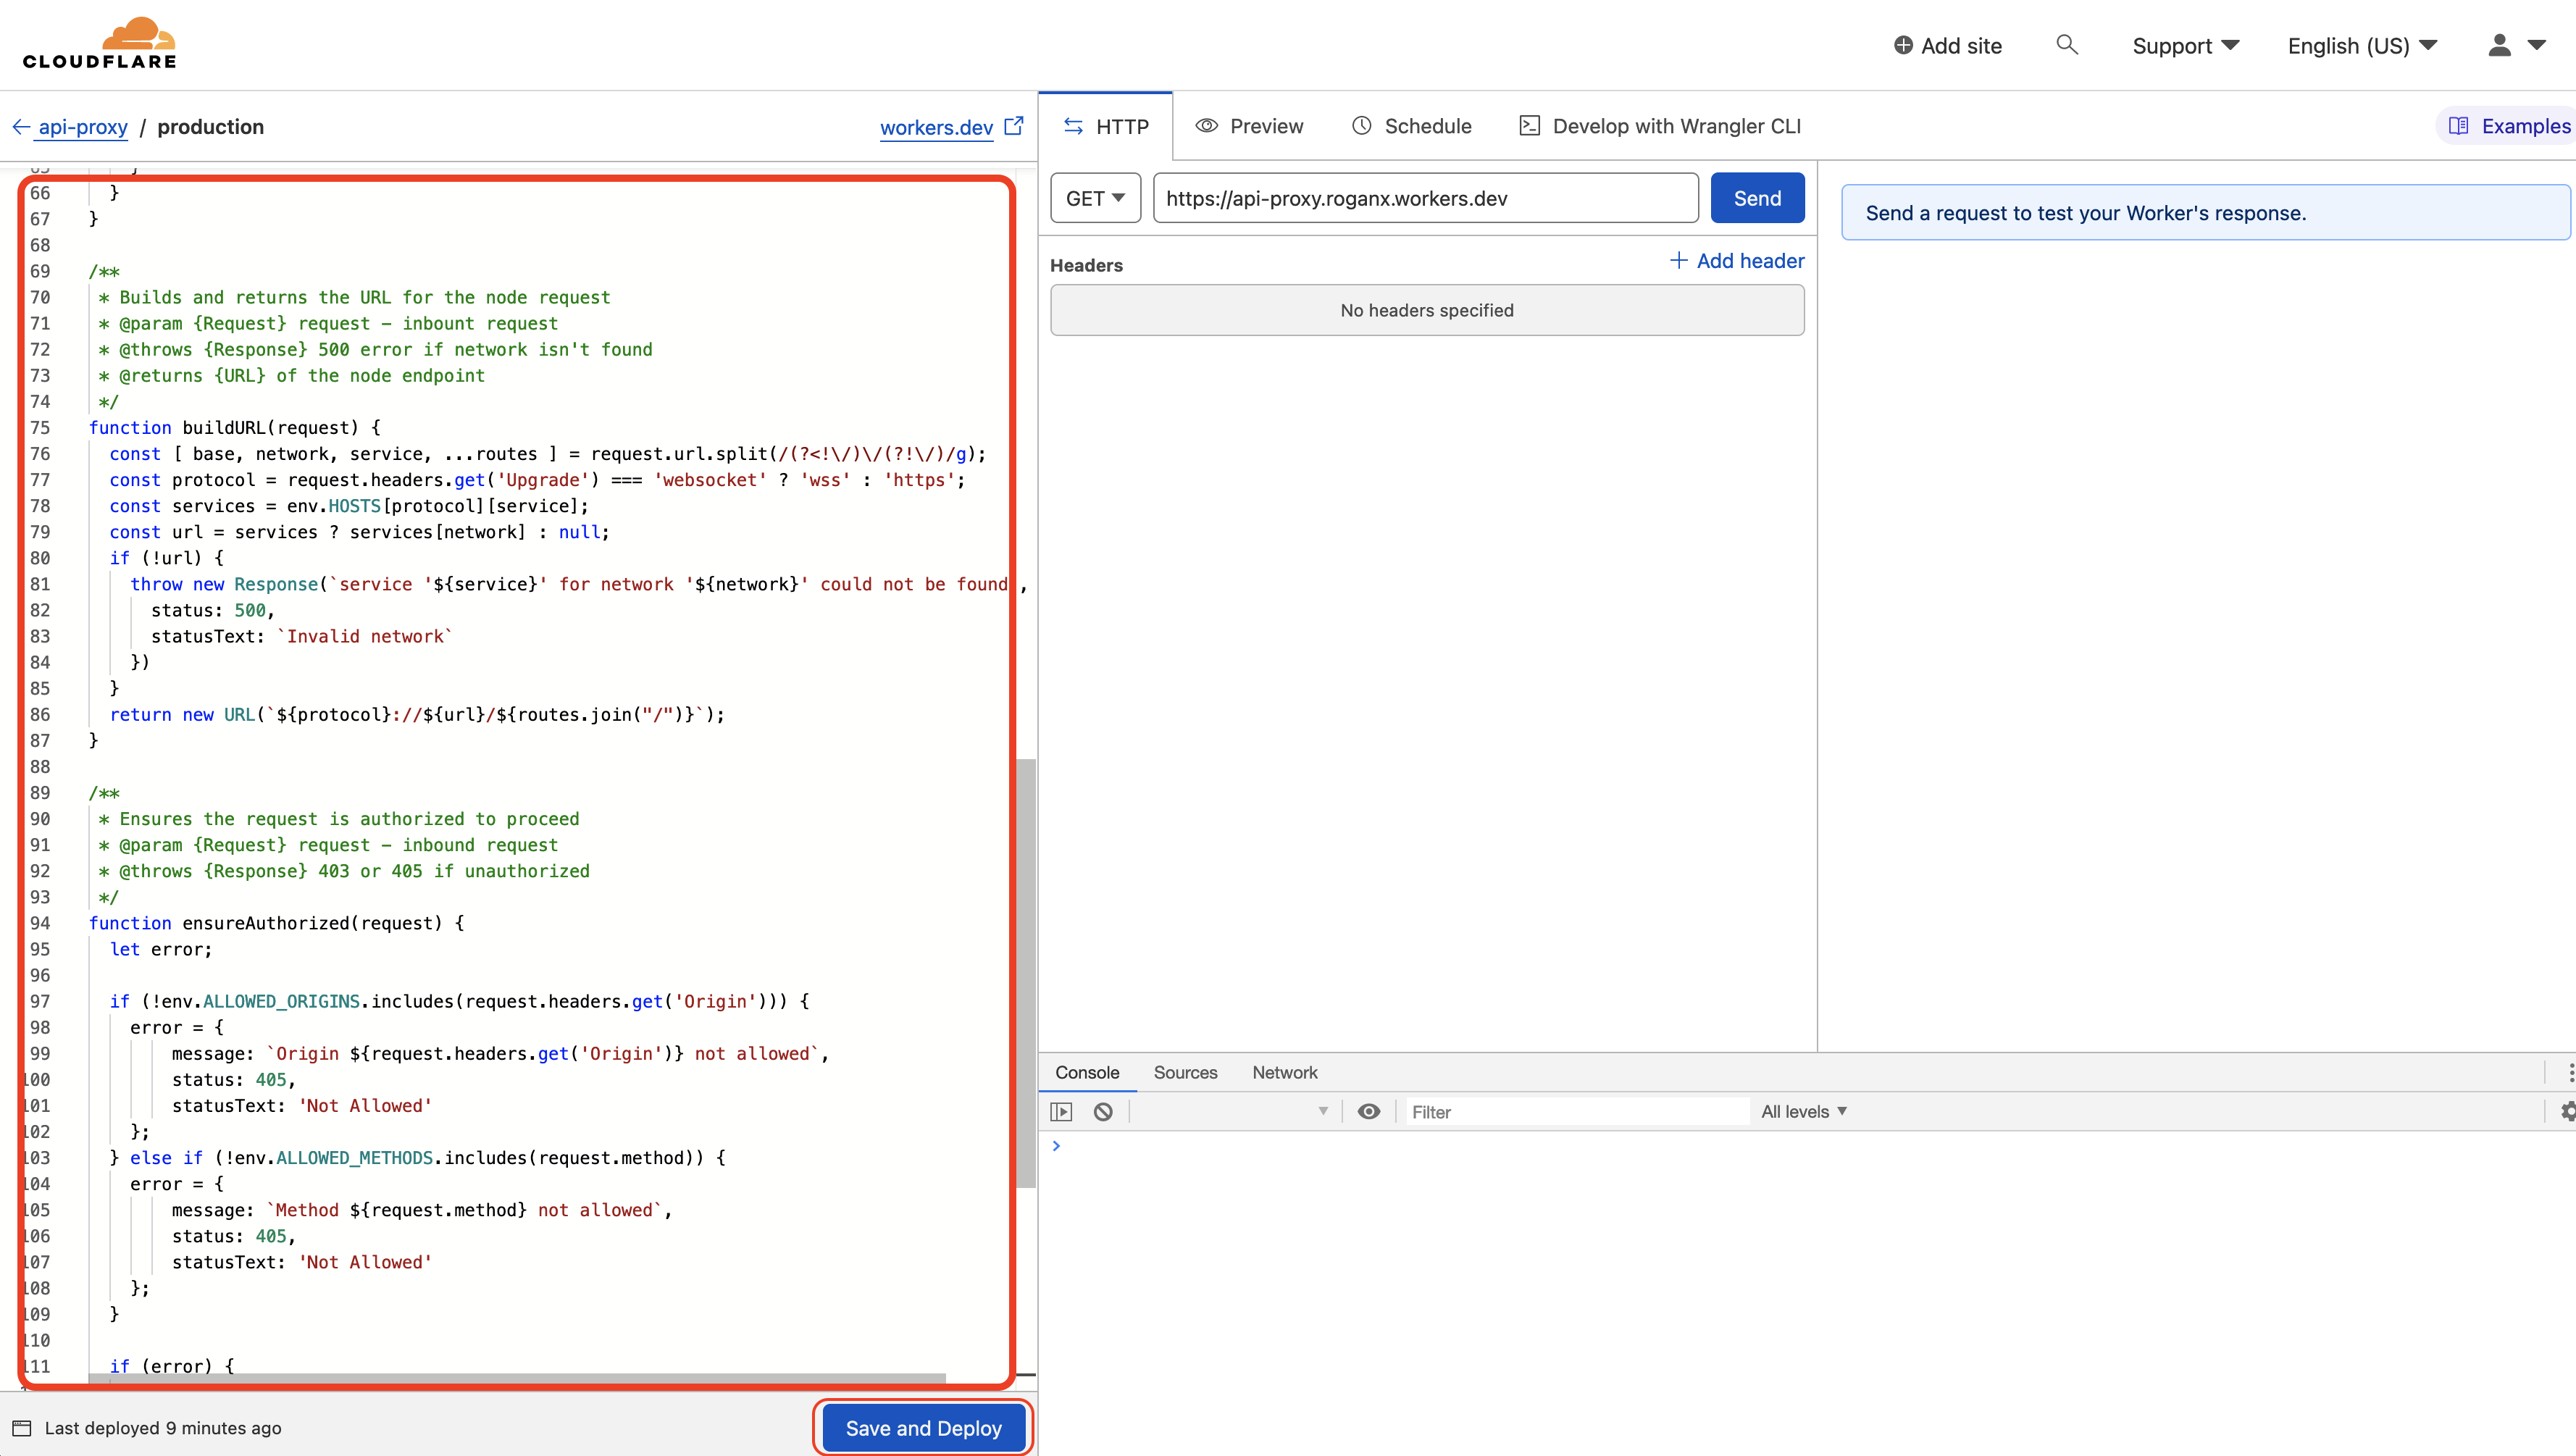 CLOUDFLARE
Add site
Support
English (US)
api-proxy / production
workers.dev
HTTP
Preview
Schedule
Develop with Wrangler CLI
Examples
66 }
67 }
68
69 /**
70 * Builds and returns the URL for the node request
71 * @param {Request} request – inbount request
72 * @throws {Response} 500 error if network isn't found
73 * @returns {URL} of the node endpoint
74 */
75 function buildURL(request) {
76 const [ base, network, service, ...routes ] = request.url.split(/(?<!\/)\/(?!\/)/g);
77 const protocol = request.headers.get('Upgrade') === 'websocket' ? 'wss' : 'https';
78 const services = env.HOSTS[protocol][service];
79 const url = services ? services[network] : null;
80 if (!url) {
81 throw new Response(`service '${service}' for network '${network}' could not be found ,
82 status: 500,
83 statusText: `Invalid network`
84 })
85 }
86 return new URL(`${protocol}://${url}/${routes.join("/")}`);
87 }
88
89 /**
90 * Ensures the request is authorized to proceed
91 * @param {Request} request – inbound request
92 * @throws {Response} 403 or 405 if unauthorized
93 */
94 function ensureAuthorized(request) {
95 let error;
96
97 if (!env.ALLOWED_ORIGINS.includes(request.headers.get('Origin'))) {
98 error = {
99 message: `Origin ${request.headers.get('Origin')} not allowed`,
100 status: 405,
101 statusText: 'Not Allowed'
102 };
103 } else if (!env.ALLOWED_METHODS.includes(request.method)) {
104 error = {
105 message: `Method ${request.method} not allowed`,
106 status: 405,
107 statusText: 'Not Allowed'
108 };
109 }
110
111 if (error) {
Last deployed 9 minutes ago
Save and Deploy
GET
https://api-proxy.roganx.workers.dev
Send
Headers
+ Add header
No headers specified
Send a request to test your Worker's response.
Console
Sources
Network
Filter
All levels